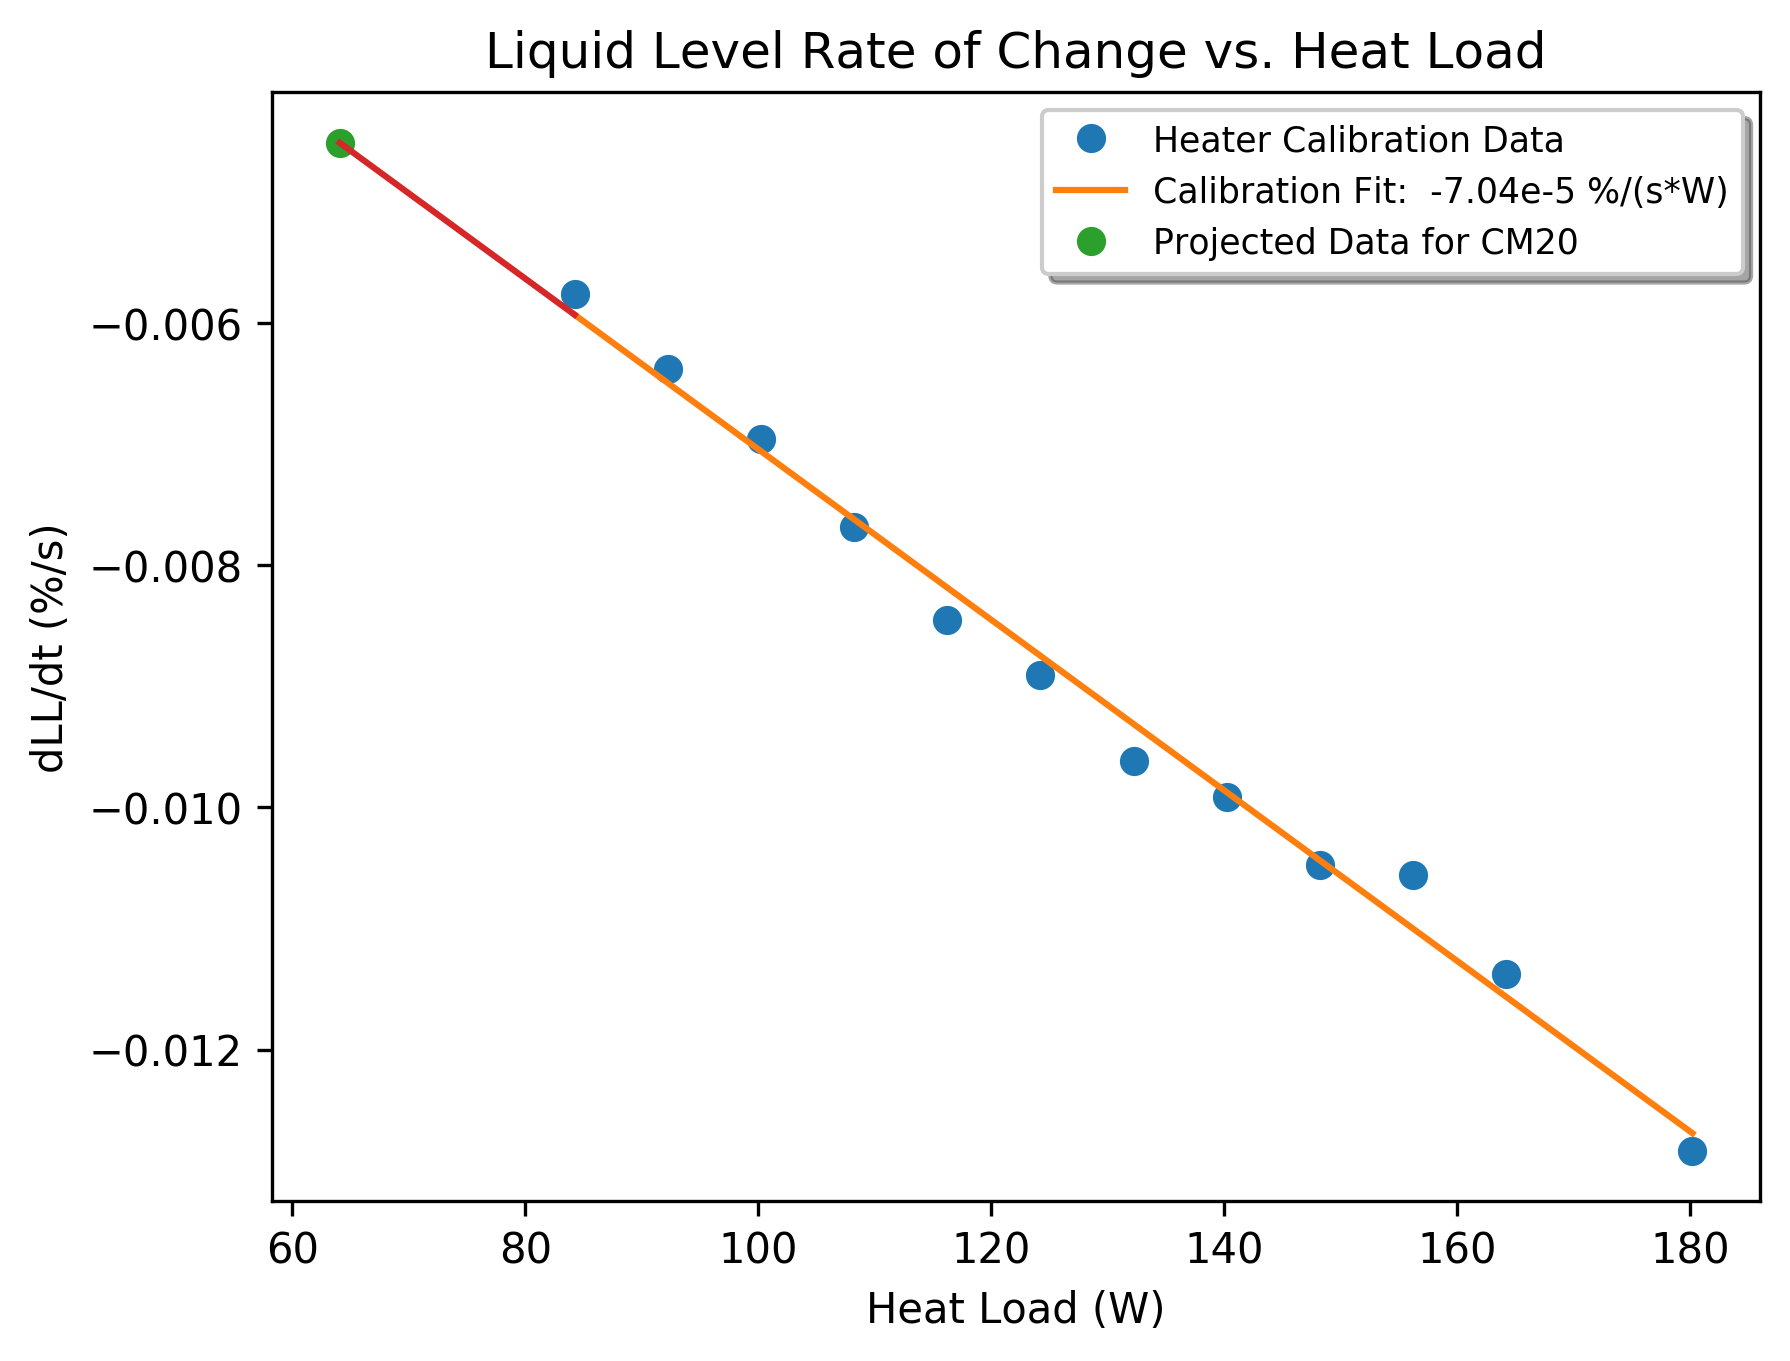 Liquid Level Rate of Change vs. Heat Load
Heater Calibration Data
Calibration Fit:  -7.04e-5 %/(s*W)
Projected Data for CM20
dLL/dt (%/s)
−0.006
−0.008
−0.010
−0.012
60 80 100 120 140 160 180
Heat Load (W)